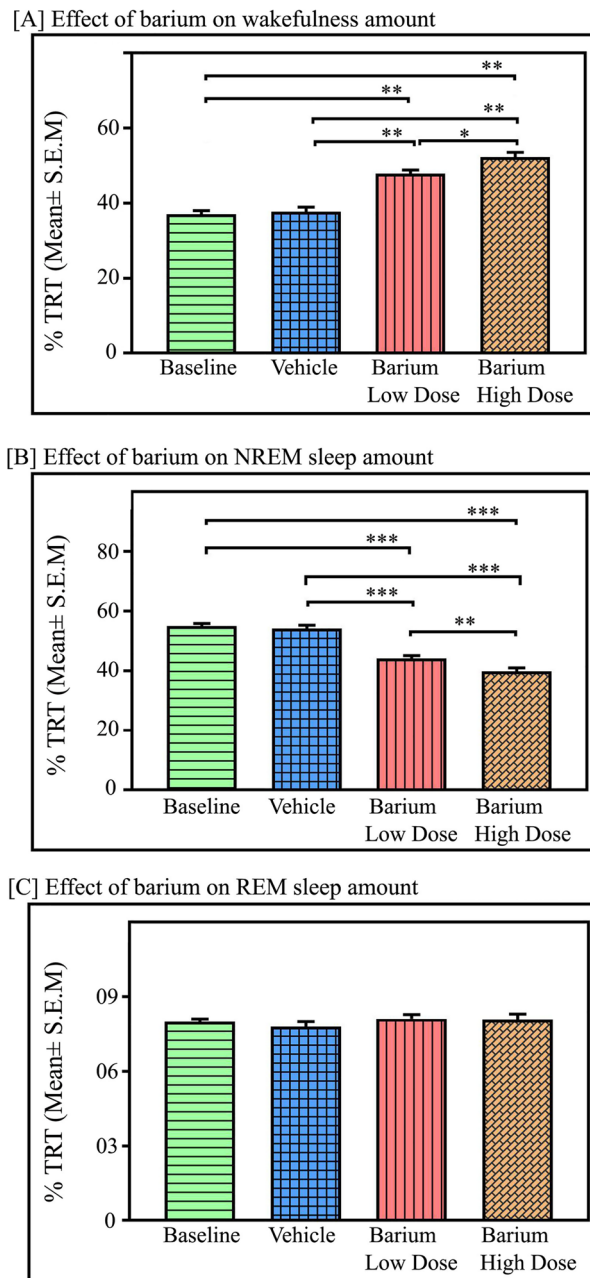 [A] Effect of barium on wakefulness amount
% TRT (Mean± S.E.M)
60
40
20
0
**
**
**
**
*
Baseline
Vehicle
Barium
Low Dose
Barium
High Dose
[B] Effect of barium on NREM sleep amount
% TRT (Mean± S.E.M)
80
60
40
20
0
***
***
***
***
**
Baseline
Vehicle
Barium
Low Dose
Barium
High Dose
[C] Effect of barium on REM sleep amount
% TRT (Mean± S.E.M)
09
06
03
0
Baseline
Vehicle
Barium
Low Dose
Barium
High Dose